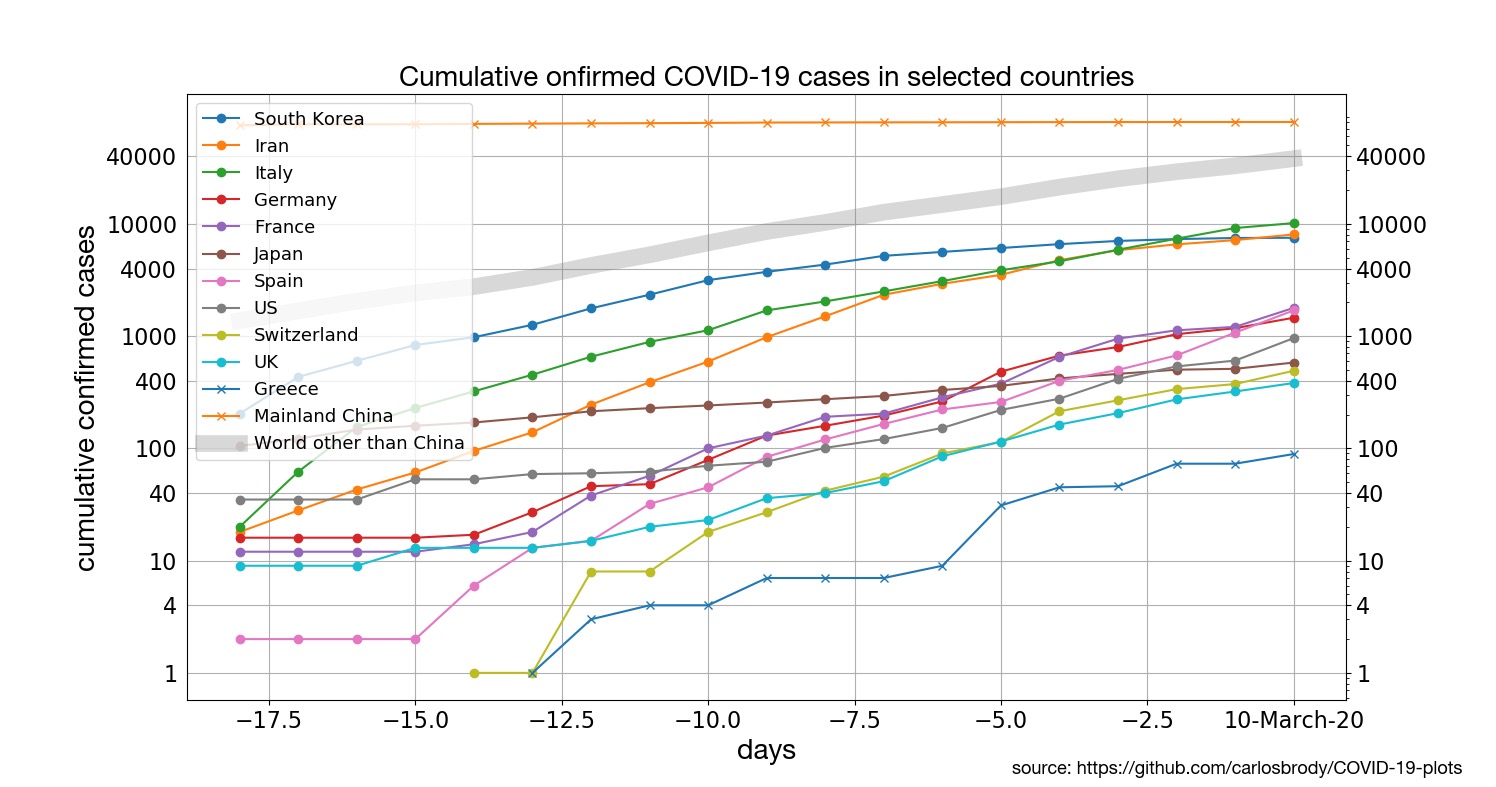 Cumulative onfirmed COVID-19 cases in selected countries
South Korea
Iran
Italy
Germany
France
Japan
Spain
US
Switzerland
UK
Greece
Mainland China
World other than China
cumulative confirmed cases
40000
10000
4000
1000
400
100
40
10
4
1
40000
10000
4000
1000
400
100
40
10
4
1
−17.5
−15.0
−12.5
−10.0
−7.5
−5.0
−2.5
10-March-20
days
source: https://github.com/carlosbrody/COVID-19-plots